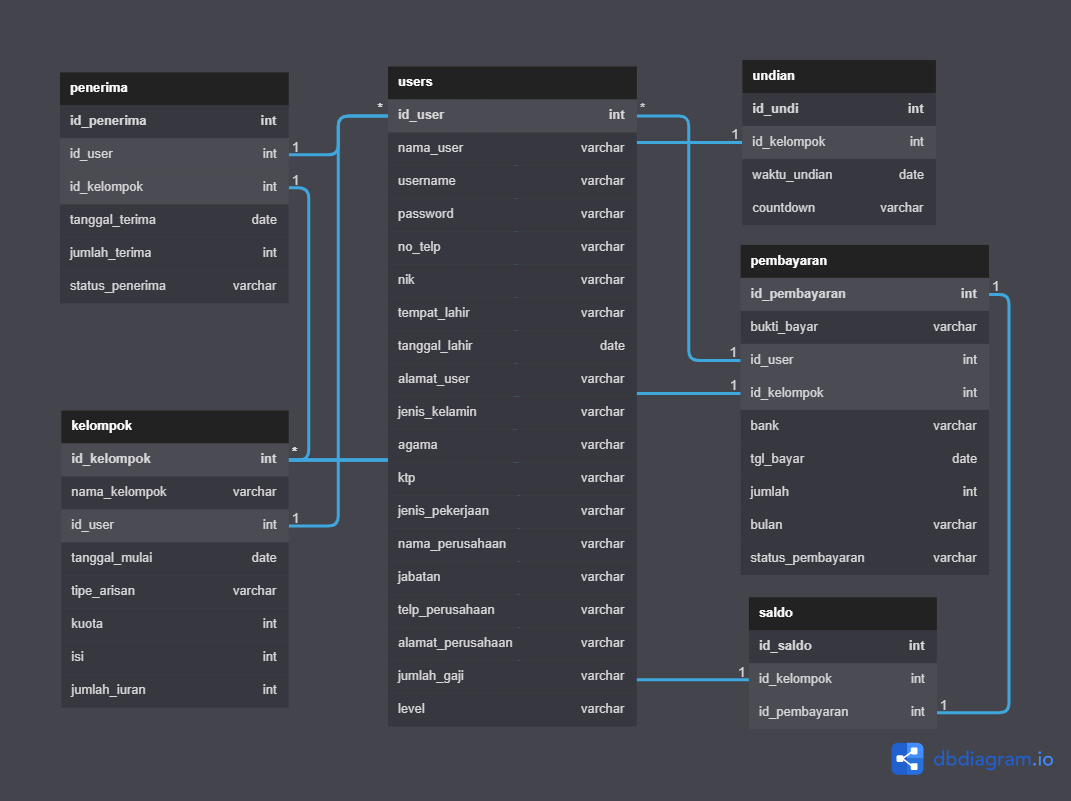 penerima
id_penerima int
id_user int 1
id_kelompok int 1
tanggal_terima date
jumlah_terima int
status_penerima varchar
kelompok
id_kelompok int *
nama_kelompok varchar
id_user int 1
tanggal_mulai date
tipe_arisan varchar
kuota int
isi int
jumlah_iuran int
users
* id_user int *
nama_user varchar
username varchar
password varchar
no_telp varchar
nik varchar
tempat_lahir varchar
tanggal_lahir date
alamat_user varchar
jenis_kelamin varchar
agama varchar
ktp varchar
jenis_pekerjaan varchar
nama_perusahaan varchar
jabatan varchar
telp_perusahaan varchar
alamat_perusahaan varchar
jumlah_gaji varchar
level varchar
undian
id_undi int
1 id_kelompok int
waktu_undian date
countdown varchar
pembayaran
id_pembayaran int 1
bukti_bayar varchar
1 id_user int
1 id_kelompok int
bank varchar
tgl_bayar date
jumlah int
bulan varchar
status_pembayaran varchar
saldo
id_saldo int
1 id_kelompok int
id_pembayaran int 1
dbdiagram.io